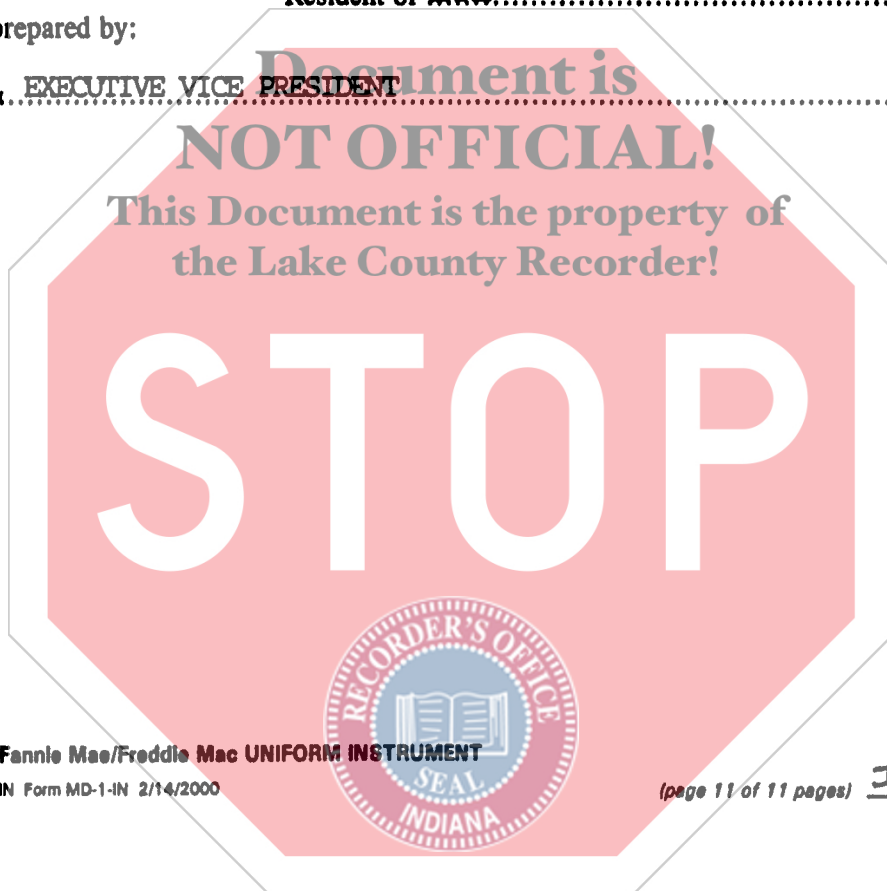 Resident of
prepared by:
EXECUTIVE VICE PRESIDENT
Document is
NOT OFFICIAL!
This Document is the property of
the Lake County Recorder!
STOP
RECORDER'S OFFICE
SEAL
INDIANA
Fannie Mae/Freddie Mac UNIFORM INSTRUMENT
IN Form MD-1-IN 2/14/2000
(page 11 of 11 pages)